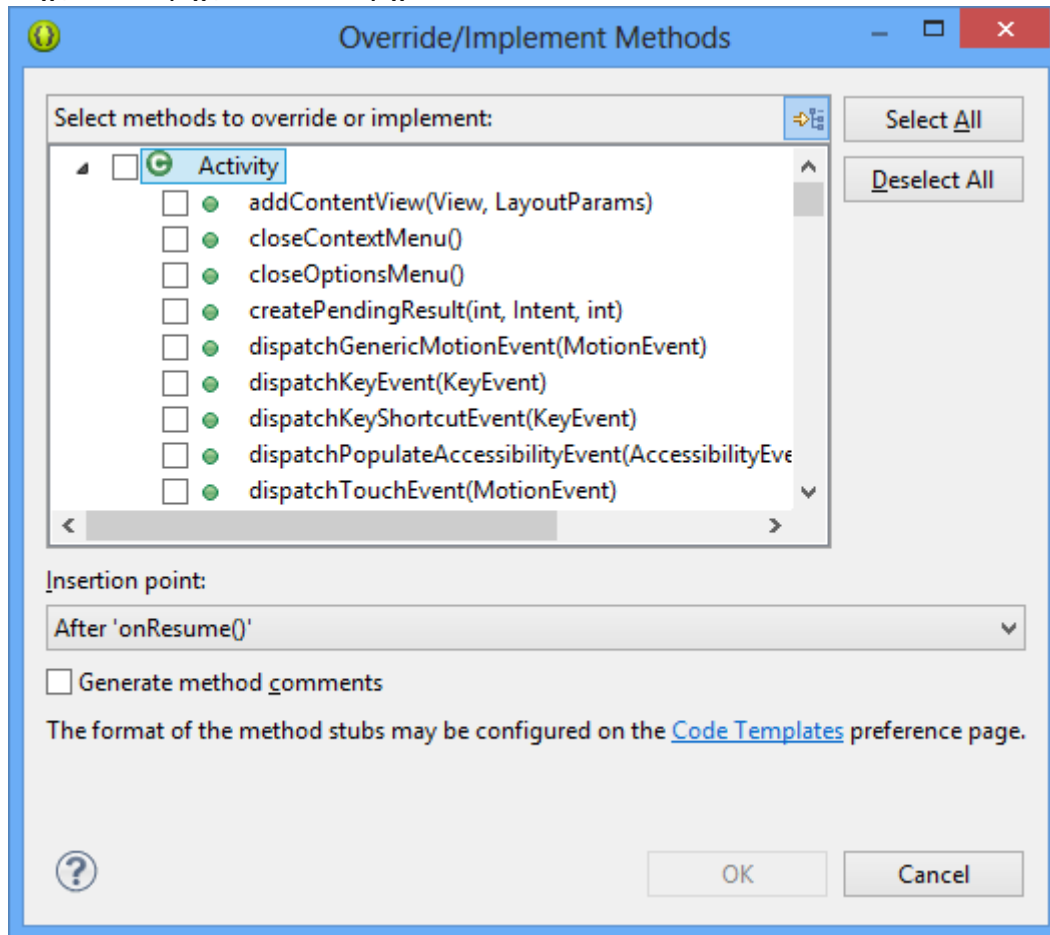 Override/Implement Methods
Select methods to override or implement:
Select All
Activity
Deselect All
addContentView(View, LayoutParams)
closeContextMenu()
closeOptionsMenu()
createPendingResult(int, Intent, int)
dispatchGenericMotionEvent(MotionEvent)
dispatchKeyEvent(KeyEvent)
dispatchKeyShortcutEvent(KeyEvent)
dispatchPopulateAccessibilityEvent(AccessibilityEve
dispatchTouchEvent(MotionEvent)
Insertion point:
After 'onResume()'
Generate method comments
The format of the method stubs may be configured on the Code Templates preference page.
OK
Cancel